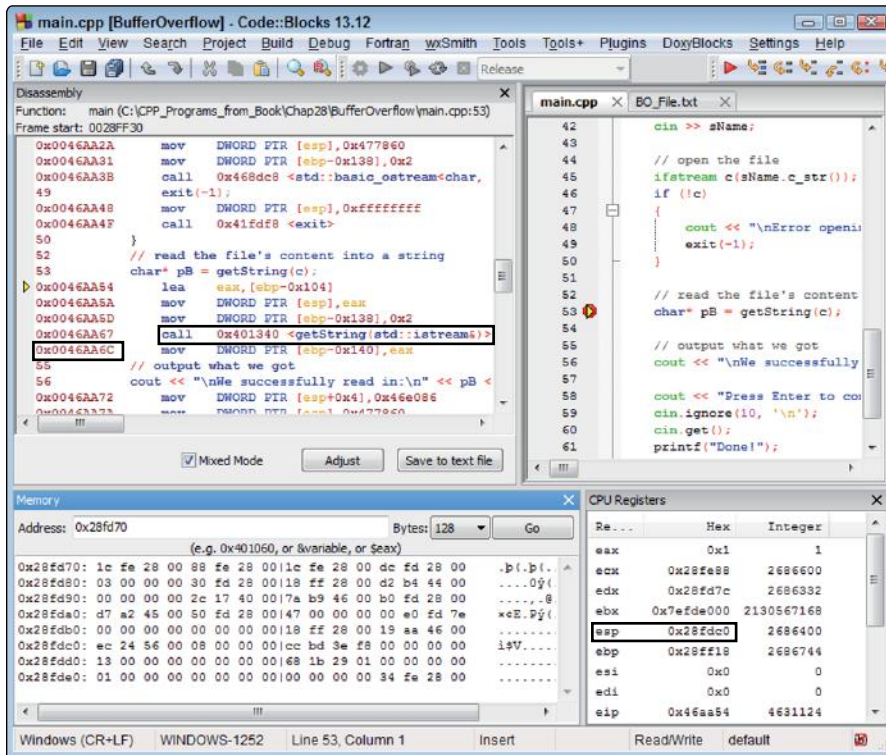 main.cpp [BufferOverflow] - Code::Blocks 13.12
File Edit View Search Project Build Debug Fortran wxSmith Tools Tools+ Plugins DoxyBlocks Settings Help
Release
Disassembly
Function: main (C:\CPP_Programs_from_Book\Chap28\BufferOverflow\main.cpp:53)
Frame start: 0028FF30
0x0046AA2A mov DWORD PTR [esp],0x477860
0x0046AA31 mov DWORD PTR [ebp-0x138],0x2
0x0046AA3B call 0x468dc8 <std::basic_ostream<char,
49 exit(-1);
0x0046AA48 mov DWORD PTR [esp],0xffffffff
0x0046AA4F call 0x41fdf8 <exit>
50 }
52 // read the file's content into a string
53 char* pB = getString(c);
0x0046AA54 lea eax,[ebp-0x104]
0x0046AA5A mov DWORD PTR [esp],eax
0x0046AA5D mov DWORD PTR [ebp-0x138],0x2
0x0046AA67 call 0x401340 <getString(std::istream&)>
0x0046AA6C mov DWORD PTR [ebp-0x140],eax
55 // output what we got
56 cout << "\nWe successfully read in:\n" << pB <
0x0046AA72 mov DWORD PTR [esp+0x4],0x46e086
mov DWORD PTR [esp],0x477860
Mixed Mode Adjust Save to text file
main.cpp BO_File.txt
42 cin >> sName;
43
44 // open the file
45 ifstream c(sName.c_str());
46 if (!c)
47 {
48 cout << "\nError openi
49 exit(-1);
50 }
51
52 // read the file's content
53 char* pB = getString(c);
54
55 // output what we got
56 cout << "\nWe successfully
57
58 cout << "Press Enter to co
59 cin.ignore(10, '\n');
60 cin.get();
61 printf("Done!");
Memory
Address: 0x28fd70 Bytes: 128 Go
(e.g. 0x401060, or &variable, or $eax)
0x28fd70: 1c fe 28 00 88 fe 28 00|1c fe 28 00 dc fd 28 00 .þ(.þ(.
0x28fd80: 03 00 00 00 30 fd 28 00|18 ff 28 00 d2 b4 44 00 ....0ý(
0x28fd90: 00 00 00 00 2c 17 40 00|7a b9 46 00 b0 fd 28 00 ....,.@.
0x28fda0: d7 a2 45 00 50 fd 28 00|47 00 00 00 00 e0 fd 7e ×¢E.Pý(.
0x28fdb0: 00 00 00 00 00 00 00 00|18 ff 28 00 19 aa 46 00 ........
0x28fdc0: ec 24 56 00 08 00 00 00|cc bd 3e f8 00 00 00 00 ì$V.....
0x28fdd0: 13 00 00 00 00 00 00 00|68 1b 29 01 00 00 00 00 ........
0x28fde0: 01 00 00 00 00 00 00 00|00 00 00 00 34 fe 28 00 ........
CPU Registers
Re... Hex Integer
eax 0x1 1
ecx 0x28fe88 2686600
edx 0x28fd7c 2686332
ebx 0x7efde000 2130567168
esp 0x28fdc0 2686400
ebp 0x28ff18 2686744
esi 0x0 0
edi 0x0 0
eip 0x46aa54 4631124
Windows (CR+LF) WINDOWS-1252 Line 53, Column 1 Insert Read/Write default